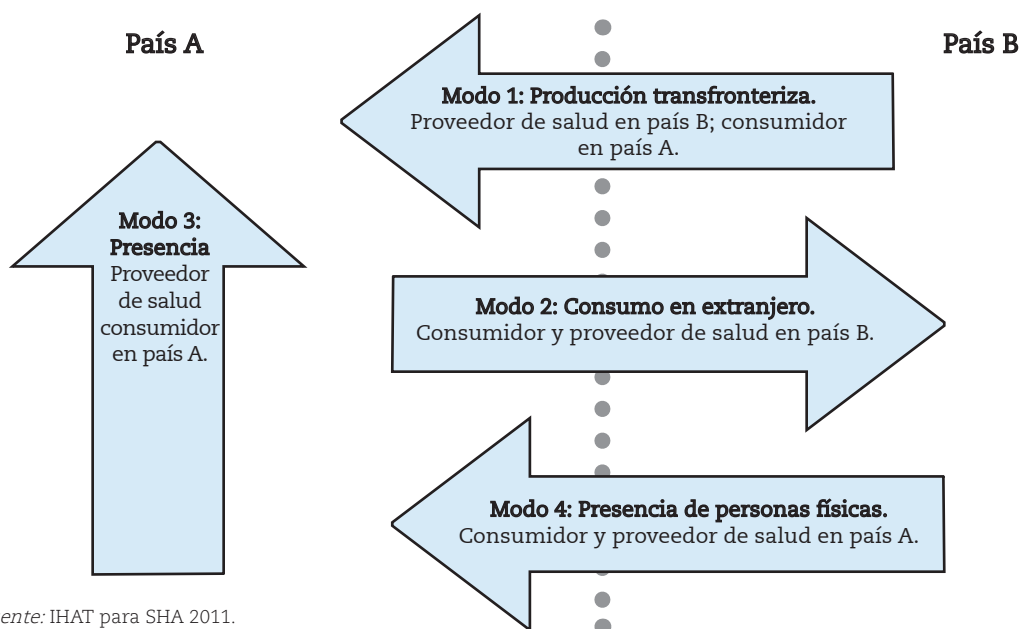 País A
País B
Modo 1: Producción transfronteriza.
Proveedor de salud en país B; consumidor
en país A.
Modo 3:
Presencia
Proveedor
de salud
consumidor
en país A.
Modo 2: Consumo en extranjero.
Consumidor y proveedor de salud en país B.
Modo 4: Presencia de personas físicas.
Consumidor y proveedor de salud en país A.
ente: IHAT para SHA 2011.